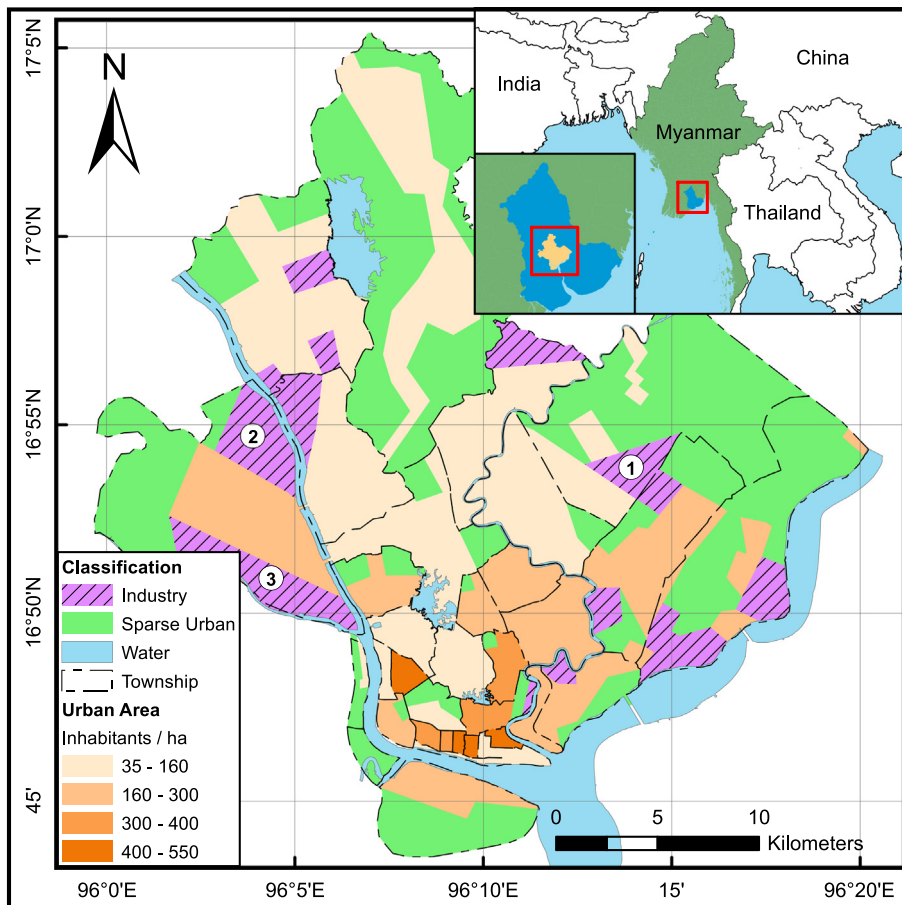 17°5'N
17°0'N
16°55'N
16°50'N
45'
N
India
China
Myanmar
Thailand
1
2
3
Classification
Industry
Sparse Urban
Water
Township
Urban Area
Inhabitants / ha
35 - 160
160 - 300
300 - 400
400 - 550
0 5 10
Kilometers
96°0'E 96°5'E 96°10'E 15' 96°20'E